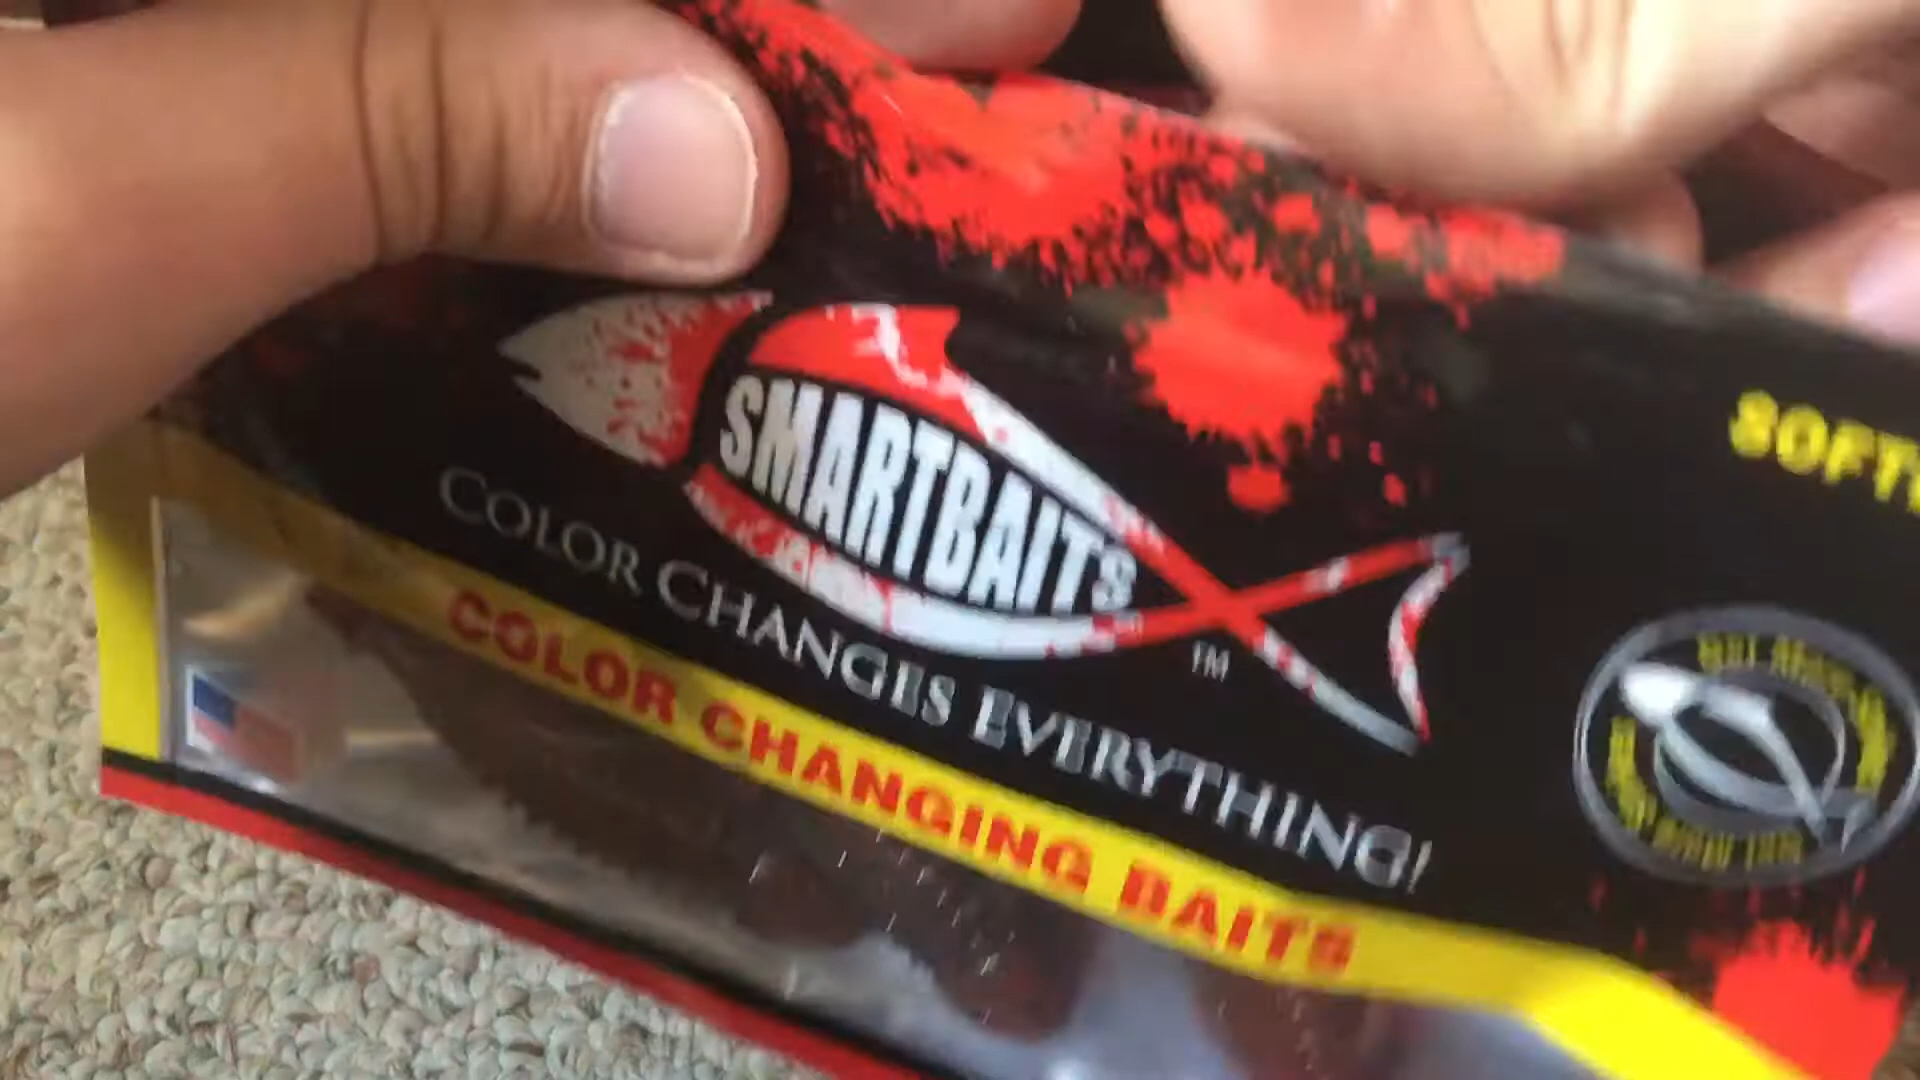 SMARTBAITS
TM
COLOR CHANGES EVERYTHING!
COLOR CHANGING BAITS